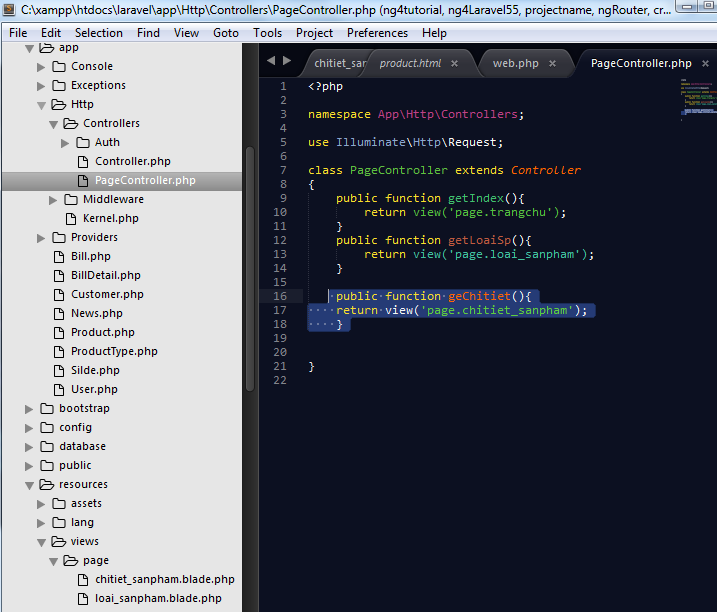 C:\xampp\htdocs\laravel\app\Http\Controllers\PageController.php (ng4tutorial, ng4Laravel55, projectname, ngRouter, cr...
File Edit Selection Find View Goto Tools Project Preferences Help
app
Console
Exceptions
Http
Controllers
Auth
Controller.php
PageController.php
Middleware
Kernel.php
Providers
Bill.php
BillDetail.php
Customer.php
News.php
Product.php
ProductType.php
Silde.php
User.php
bootstrap
config
database
public
resources
assets
lang
views
page
chitiet_sanpham.blade.php
loai_sanpham.blade.php
chitiet_san product.html × web.php × PageController.php ×
1 <?php
2
3 namespace App\Http\Controllers;
4
5 use Illuminate\Http\Request;
6
7 class PageController extends Controller
8 {
9 public function getIndex(){
10 return view('page.trangchu');
11 }
12 public function getLoaiSp(){
13 return view('page.loai_sanpham');
14 }
15
16 public function geChitiet(){
17 return view('page.chitiet_sanpham');
18 }
19
20
21 }
22